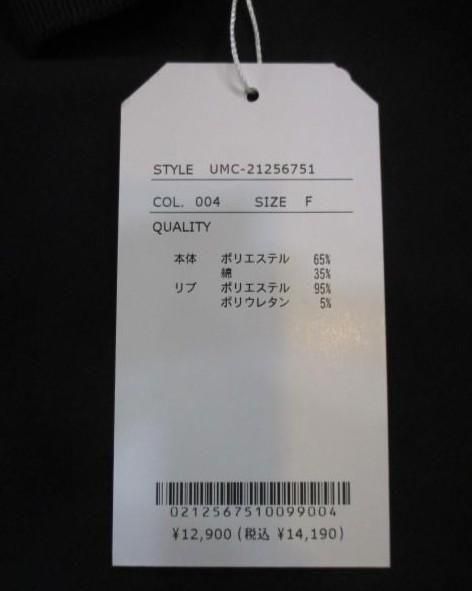 STYLE UMC-21256751
COL. 004 SIZE F
QUALITY
本体 ポリエステル 65%
綿 35%
リブ ポリエステル 95%
ポリウレタン 5%
0212567510099004
¥12,900 (税込 ¥14,190)